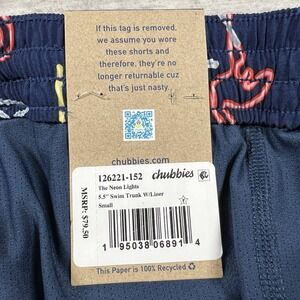 If this tag is removed,
we assume you wore
these shorts and
therefore, they're no
longer returnable cuz
that's just nasty.
chubbies.com
126221-152 chubbies
The Neon Lights
5.5" Swim Trunk W/Liner
Small
MSRP: $79.50
1 95038 06891 4
This Paper is 100% Recycled